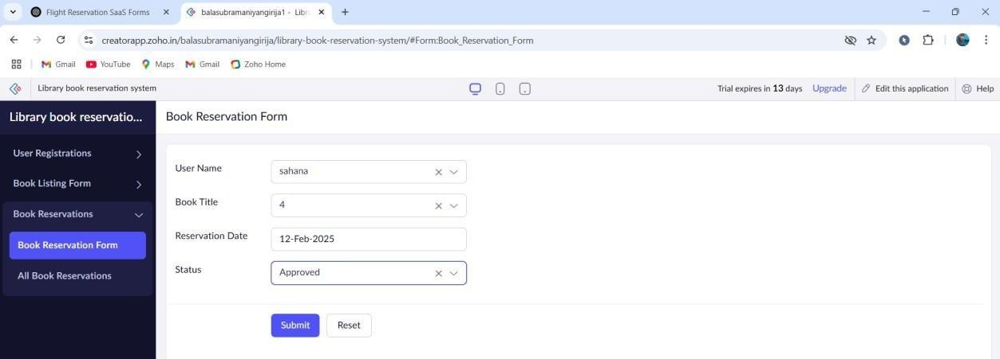 Flight Reservation SaaS Forms
balasubramaniyangirija1 - Libra
creatorapp.zoho.in/balasubramaniyangirija/library-book-reservation-system/#Form:Book_Reservation_Form
Gmail YouTube Maps Gmail Zoho Home
Library book reservation system
Trial expires in 13 days Upgrade Edit this application Help
Library book reservatio...
Book Reservation Form
User Registrations
Book Listing Form
Book Reservations
Book Reservation Form
All Book Reservations
User Name sahana
Book Title 4
Reservation Date 12-Feb-2025
Status Approved
Submit Reset